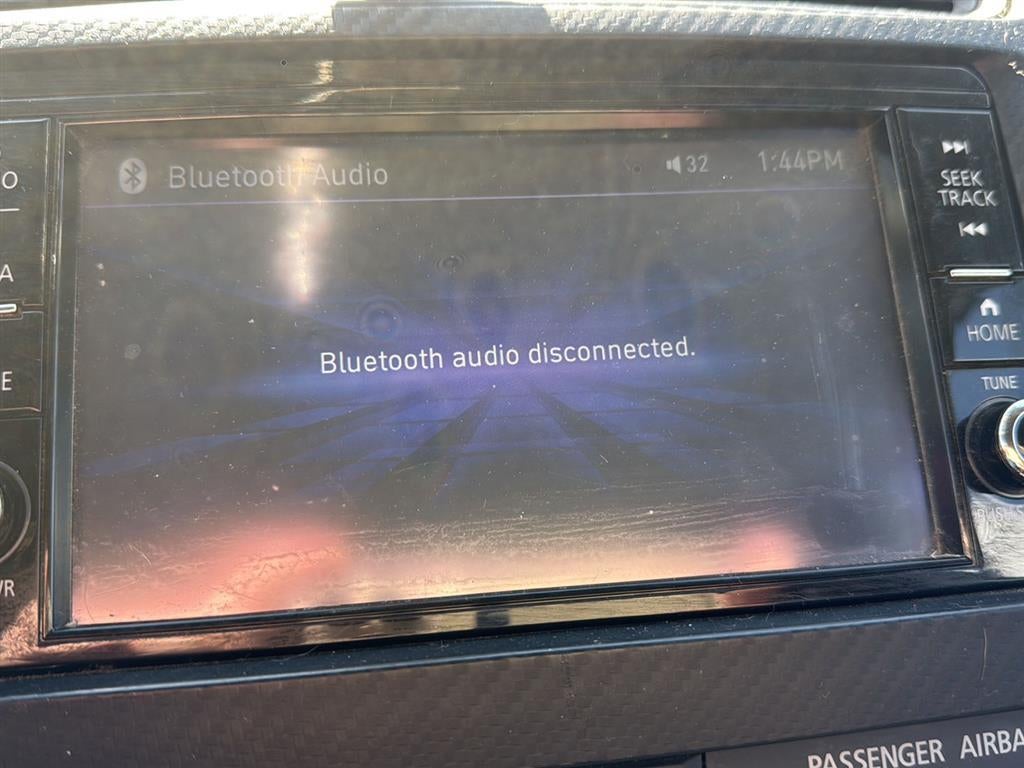 Bluetooth Audio
32
1:44PM
SEEK
TRACK
HOME
TUNE
Bluetooth audio disconnected.
PASSENGER AIRBA